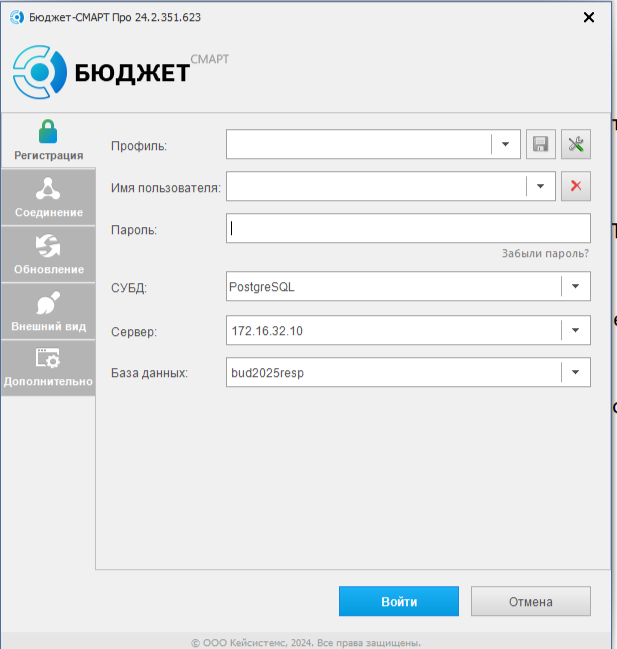 Бюджет-СМАРТ Про 24.2.351.623
БЮДЖЕТ СМАРТ
Регистрация
Соединение
Обновление
Внешний вид
Дополнительно
Профиль:
Имя пользователя:
Пароль:
Забыли пароль?
СУБД: PostgreSQL
Сервер: 172.16.32.10
База данных: bud2025resp
Войти Отмена
© ООО Кейсистемс, 2024. Все права защищены.